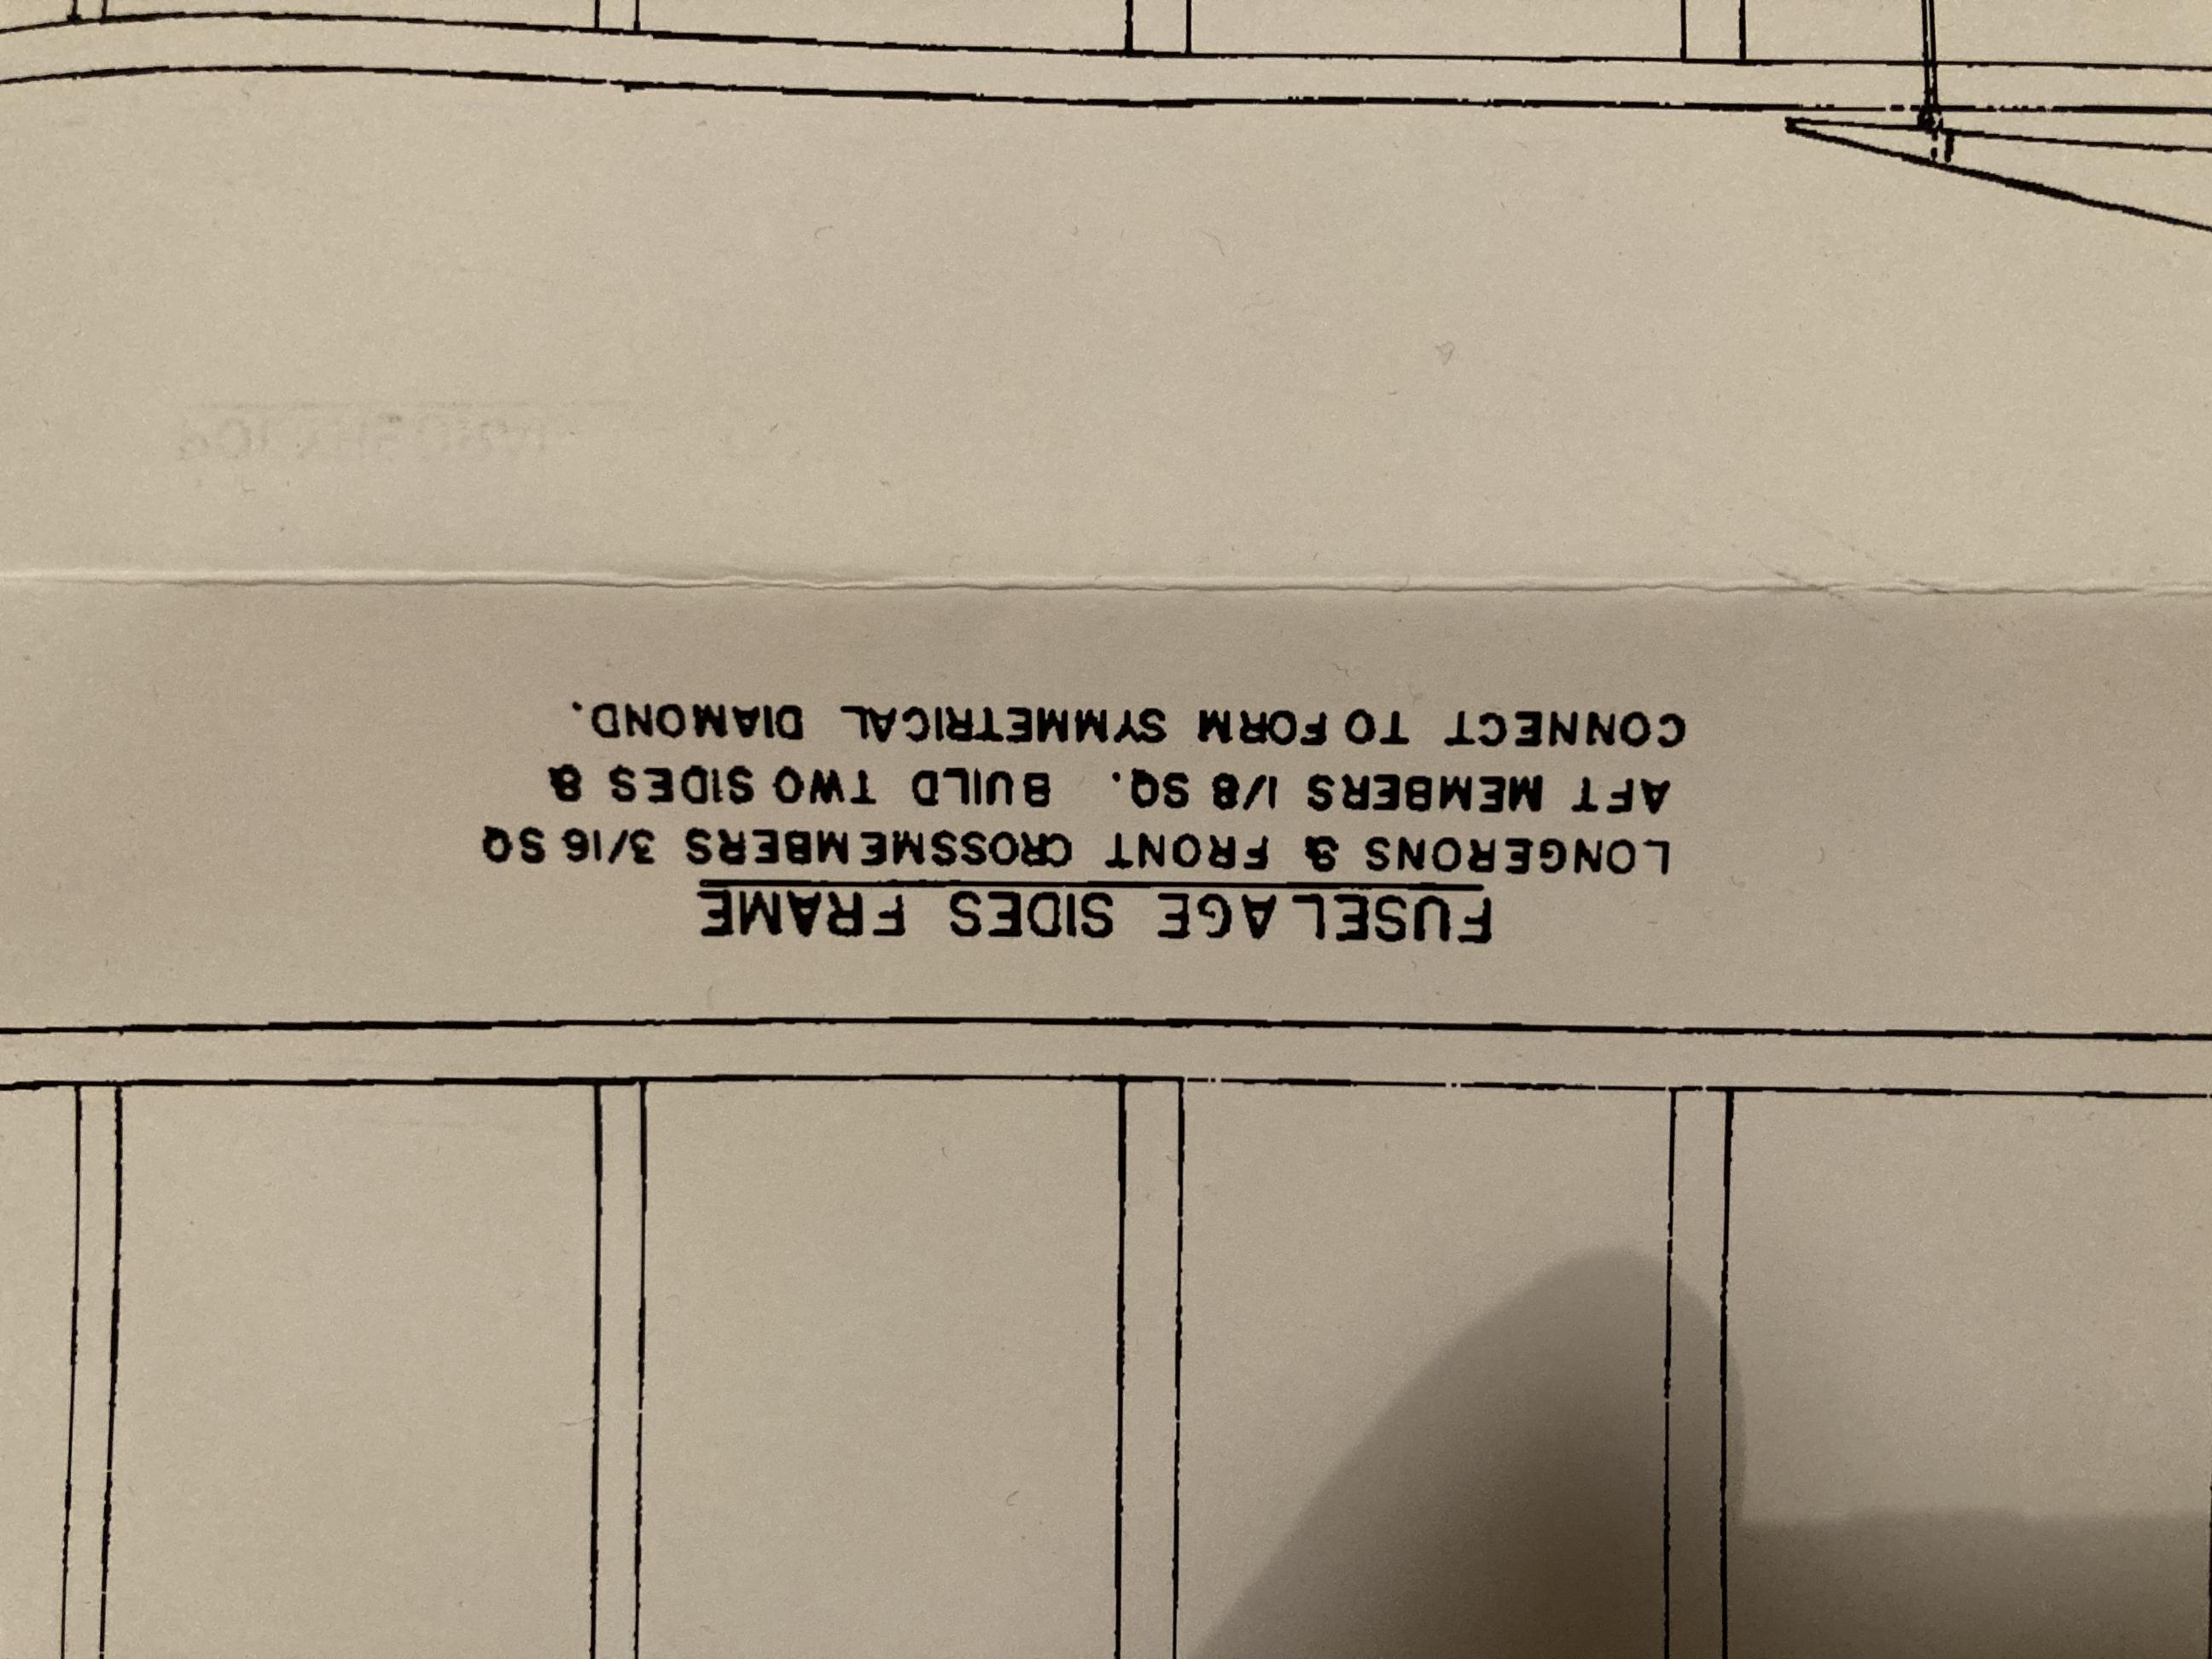 FUSELAGE SIDES FRAME
LONGERONS & FRONT CROSSMEMBERS 3/16 SQ
AFT MEMBERS 1/8 SQ. BUILD TWO SIDES &
CONNECT TO FORM SYMMETRICAL DIAMOND.